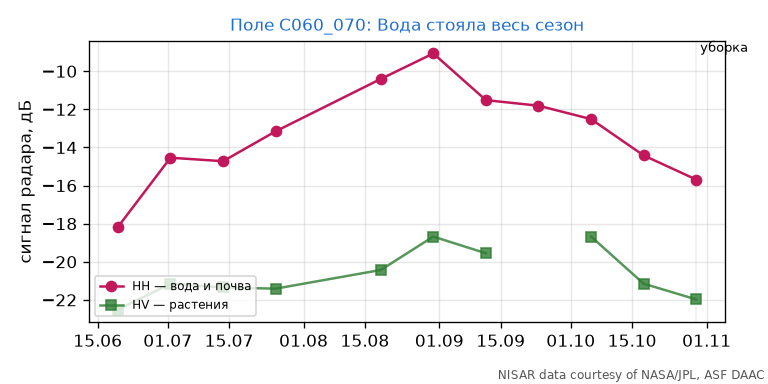 Поле C060_070: Вода стояла весь сезон
уборка
сигнал радара, дБ
−10
−12
−14
−16
−18
−20
−22
HH — вода и почва
HV — растения
15.06 01.07 15.07 01.08 15.08 01.09 15.09 01.10 15.10 01.11
NISAR data courtesy of NASA/JPL, ASF DAAC